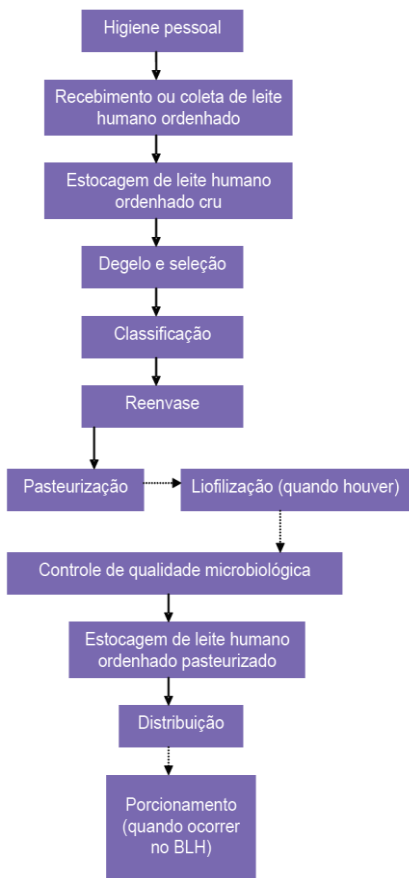 Higiene pessoal
Recebimento ou coleta de leite
humano ordenhado
Estocagem de leite humano
ordenhado cru
Degelo e seleção
Classificação
Reenvase
Pasteurização
Liofilização (quando houver)
Controle de qualidade microbiológica
Estocagem de leite humano
ordenhado pasteurizado
Distribuição
Porcionamento
(quando ocorrer
no BLH)